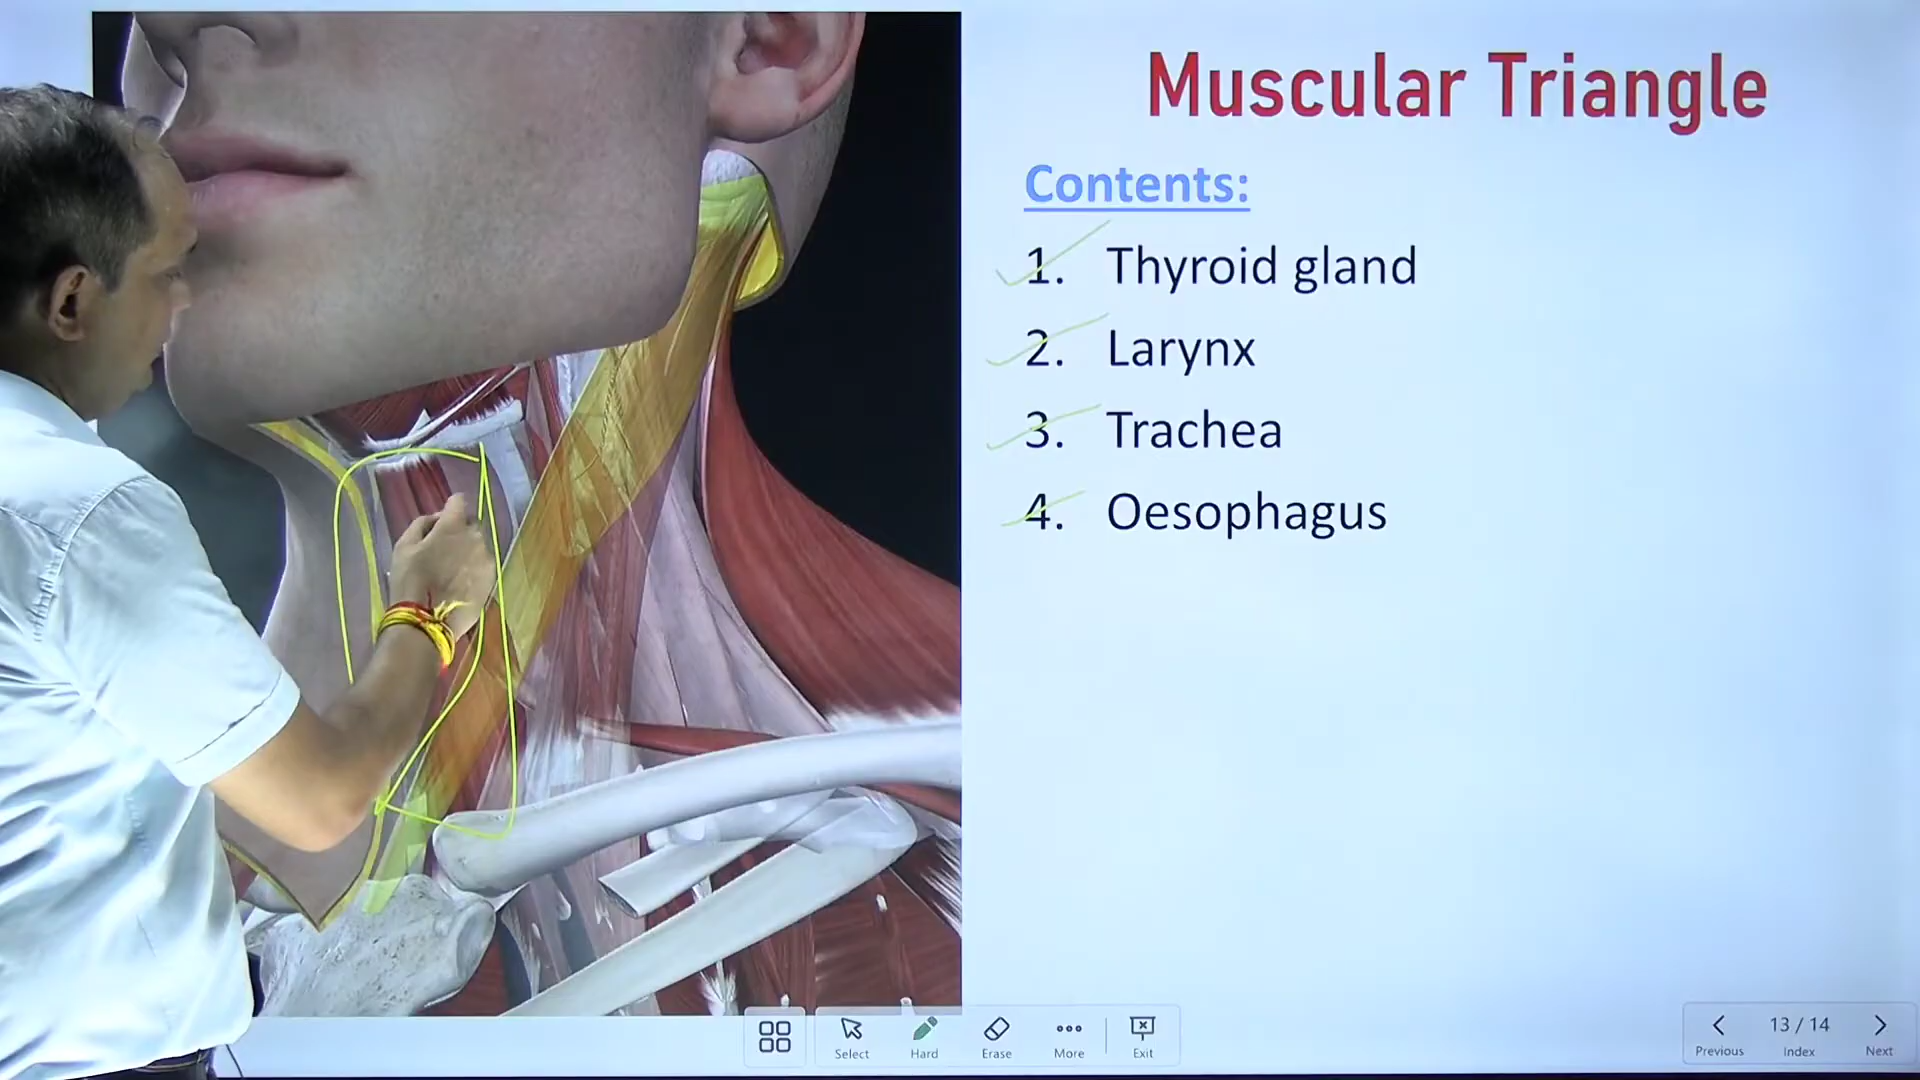 Muscular Triangle
Contents:
1. Thyroid gland
2. Larynx
3. Trachea
4. Oesophagus
Select
Hard
Erase
More
Exit
Previous
13 / 14
Index
Next